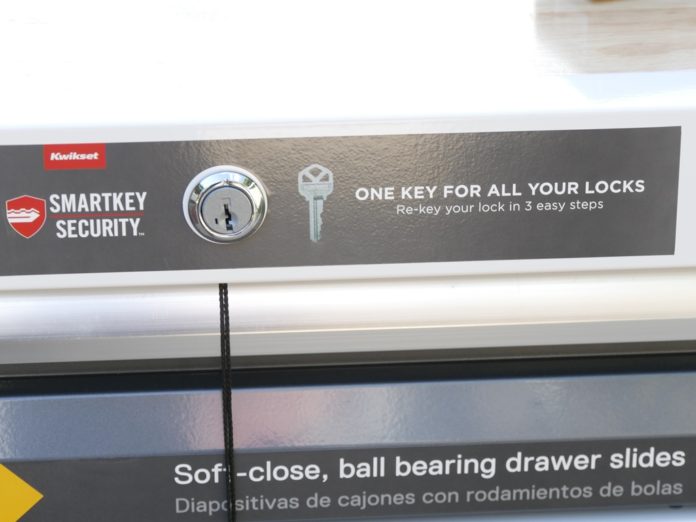 Kwikset
SMARTKEY
SECURITY™
ONE KEY FOR ALL YOUR LOCKS
Re-key your lock in 3 easy steps
Soft-close, ball bearing drawer slides
Diapositivas de cajones con rodamientos de bolas